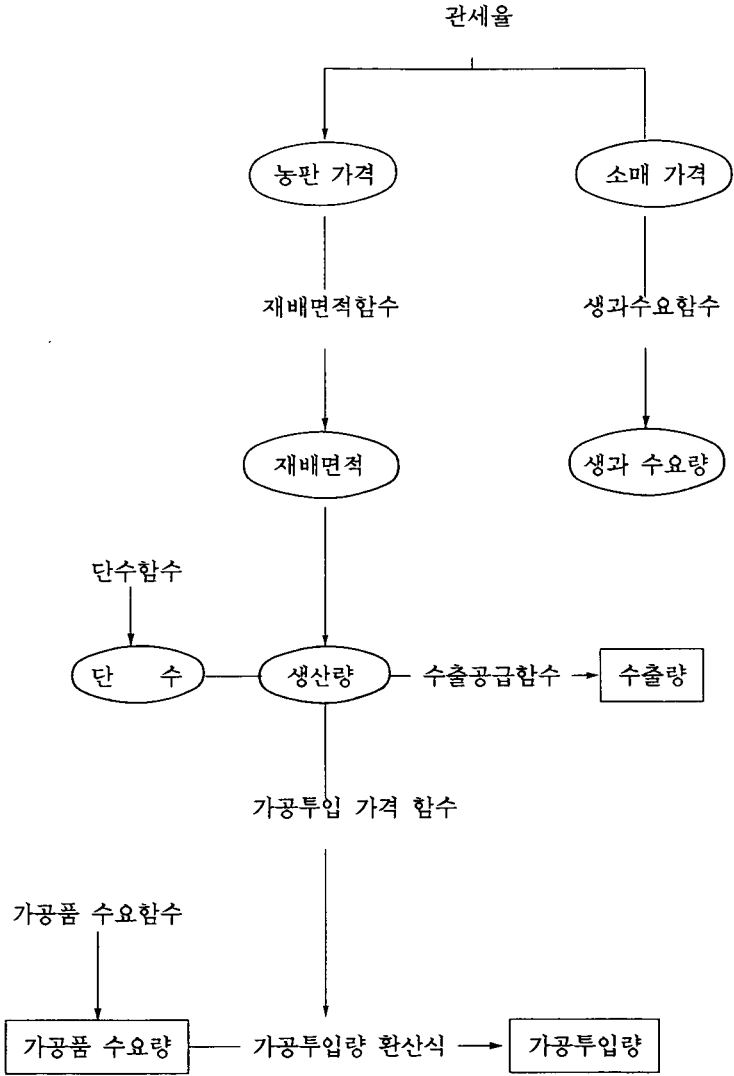 관세율
농판 가격
소매 가격
재배면적함수
생과수요함수
재배면적
생과 수요량
단수함수
단 수
생산량
수출공급함수
수출량
가공투입 가격 함수
가공품 수요함수
가공품 수요량
가공투입량 환산식
가공투입량